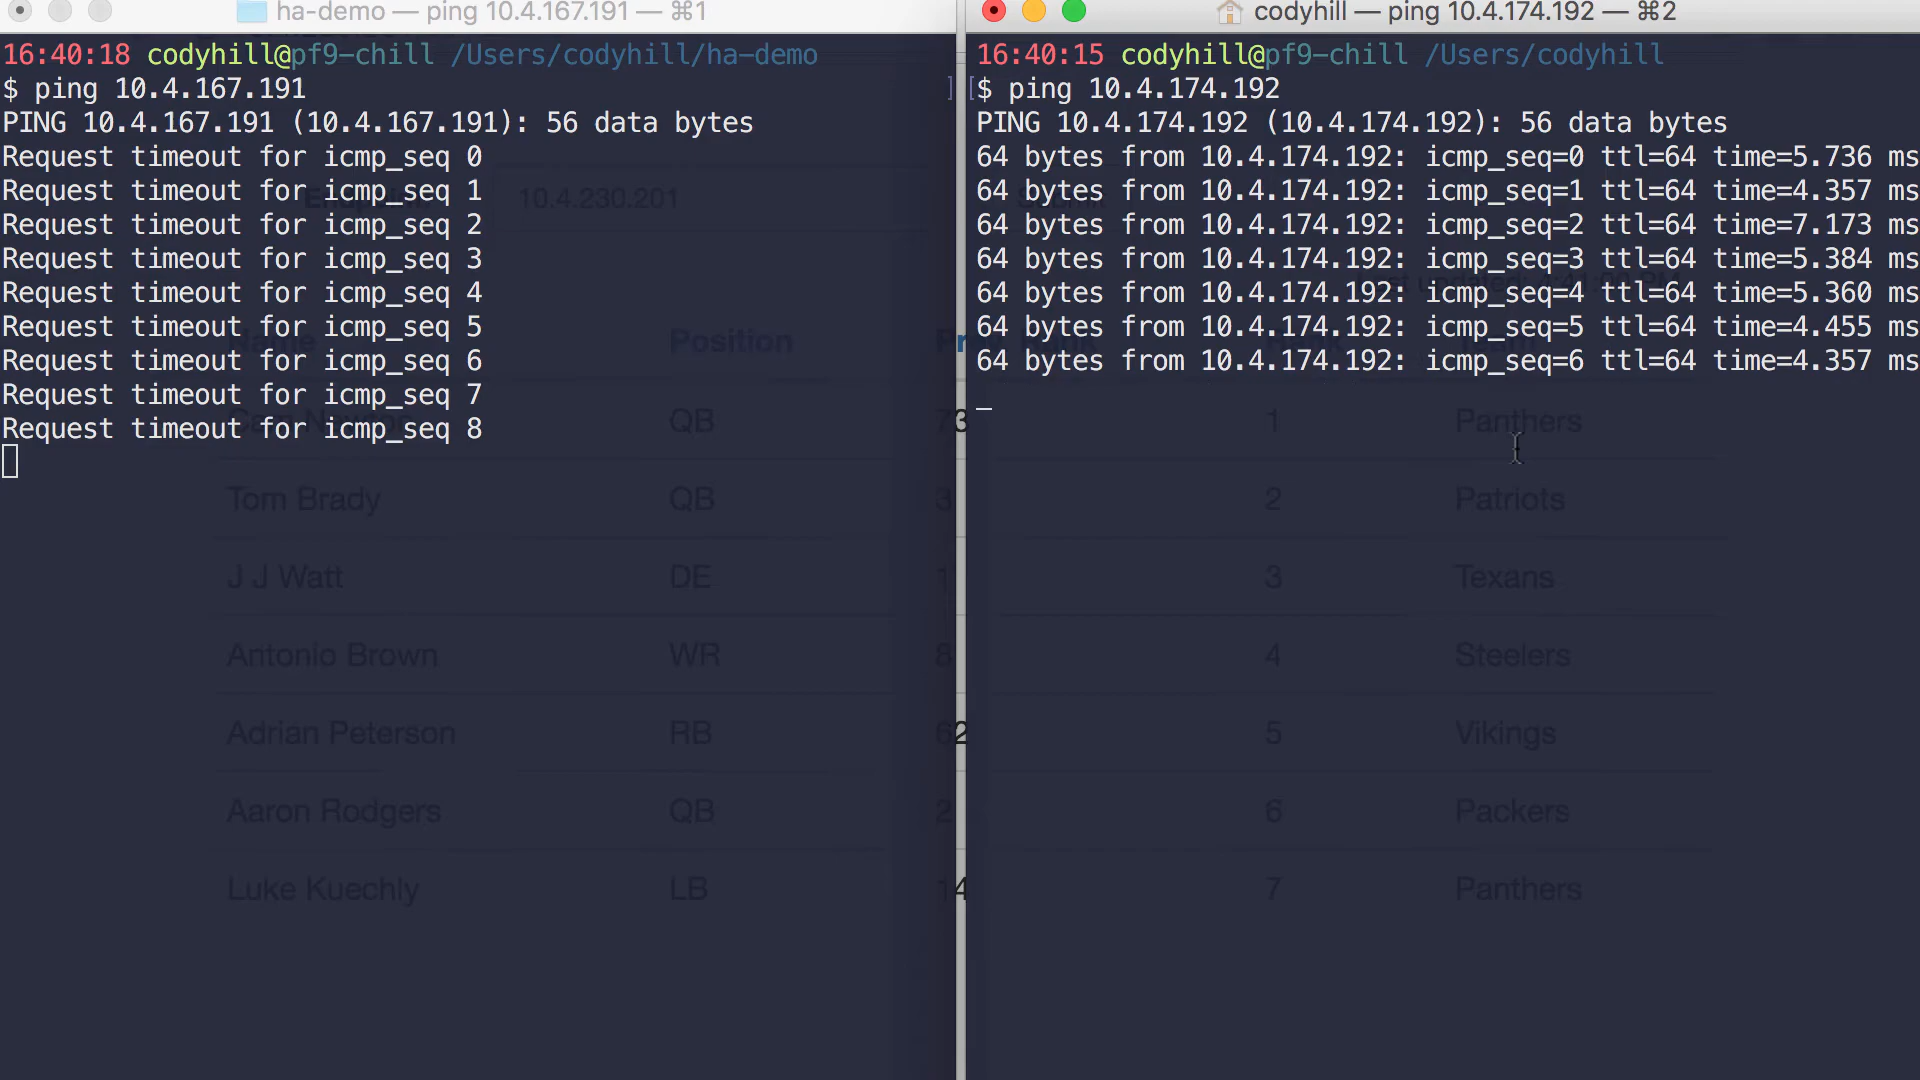 ha-demo — ping 10.4.167.191 — ⌘1
16:40:18 codyhill@pf9-chill /Users/codyhill/ha-demo
$ ping 10.4.167.191
PING 10.4.167.191 (10.4.167.191): 56 data bytes
Request timeout for icmp_seq 0
Request timeout for icmp_seq 1
Request timeout for icmp_seq 2
Request timeout for icmp_seq 3
Request timeout for icmp_seq 4
Request timeout for icmp_seq 5
Request timeout for icmp_seq 6
Request timeout for icmp_seq 7
Request timeout for icmp_seq 8
codyhill — ping 10.4.174.192 — ⌘2
16:40:15 codyhill@pf9-chill /Users/codyhill
$ ping 10.4.174.192
PING 10.4.174.192 (10.4.174.192): 56 data bytes
64 bytes from 10.4.174.192: icmp_seq=0 ttl=64 time=5.736 ms
64 bytes from 10.4.174.192: icmp_seq=1 ttl=64 time=4.357 ms
64 bytes from 10.4.174.192: icmp_seq=2 ttl=64 time=7.173 ms
64 bytes from 10.4.174.192: icmp_seq=3 ttl=64 time=5.384 ms
64 bytes from 10.4.174.192: icmp_seq=4 ttl=64 time=5.360 ms
64 bytes from 10.4.174.192: icmp_seq=5 ttl=64 time=4.455 ms
64 bytes from 10.4.174.192: icmp_seq=6 ttl=64 time=4.357 ms
10.4.230.201
Name Position Rank
QB 73 1 Panthers
Tom Brady QB 3 2 Patriots
J J Watt DE 1 3 Texans
Antonio Brown WR 8 4 Steelers
Adrian Peterson RB 62 5 Vikings
Aaron Rodgers QB 2 6 Packers
Luke Kuechly LB 14 7 Panthers